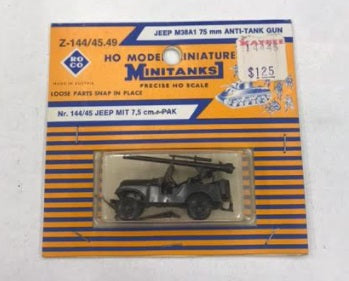 Z-144/45.49
JEEP M38A1 75 mm ANTI-TANK GUN
ROCO
HO MODEL MINIATURE
MINITANKS
MADE IN AUSTRIA
PRECISE HO SCALE
$1.25
LOOSE PARTS SNAP IN PLACE
Nr. 144/45 JEEP MIT 7,5 cm.-PAK